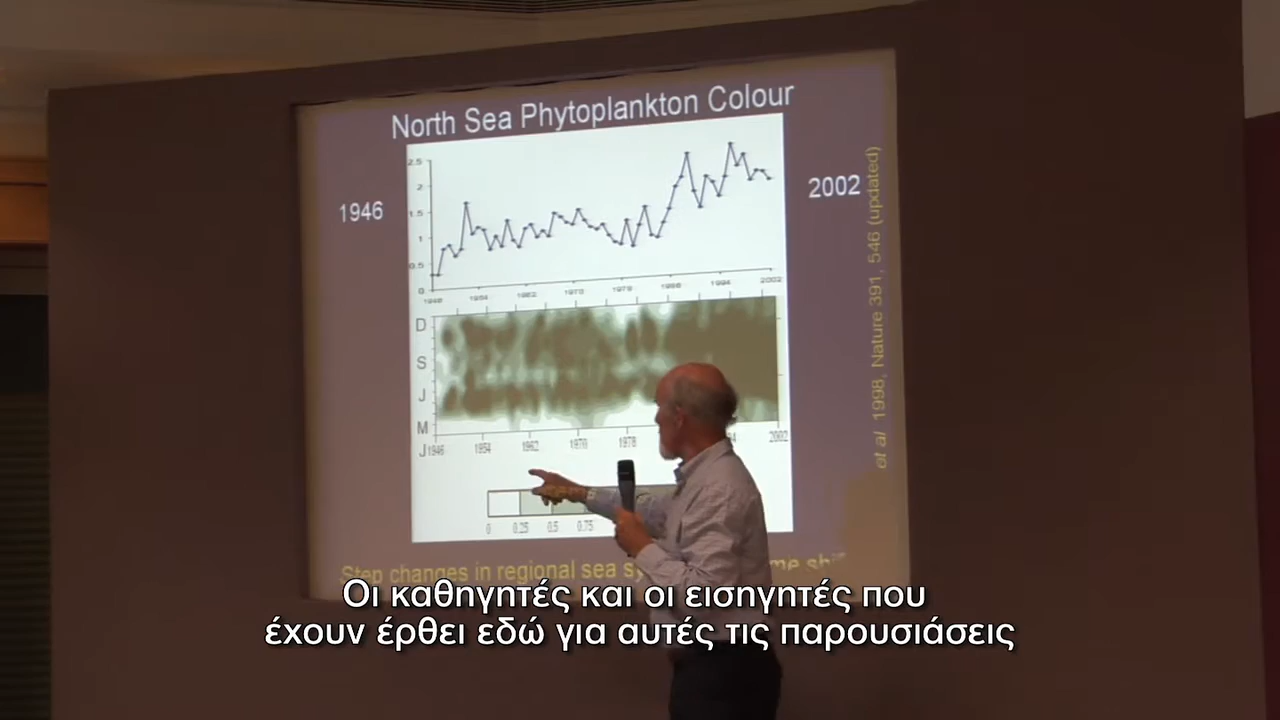 North Sea Phytoplankton Colour
1946
2002
et al 1998, Nature 391, 546 (updated)
2.5
2
1.5
1
0.5
0
1946 1954 1962 1970 1978 1986 1994 2002
D
S
J
M
J
1946 1954 1962 1970 1978 2002
0 0.25 0.5 0.75
Step changes in regional sea
Οι καθηγητές και οι εισηγητές που
έχουν έρθει εδώ για αυτές τις παρουσιάσεις